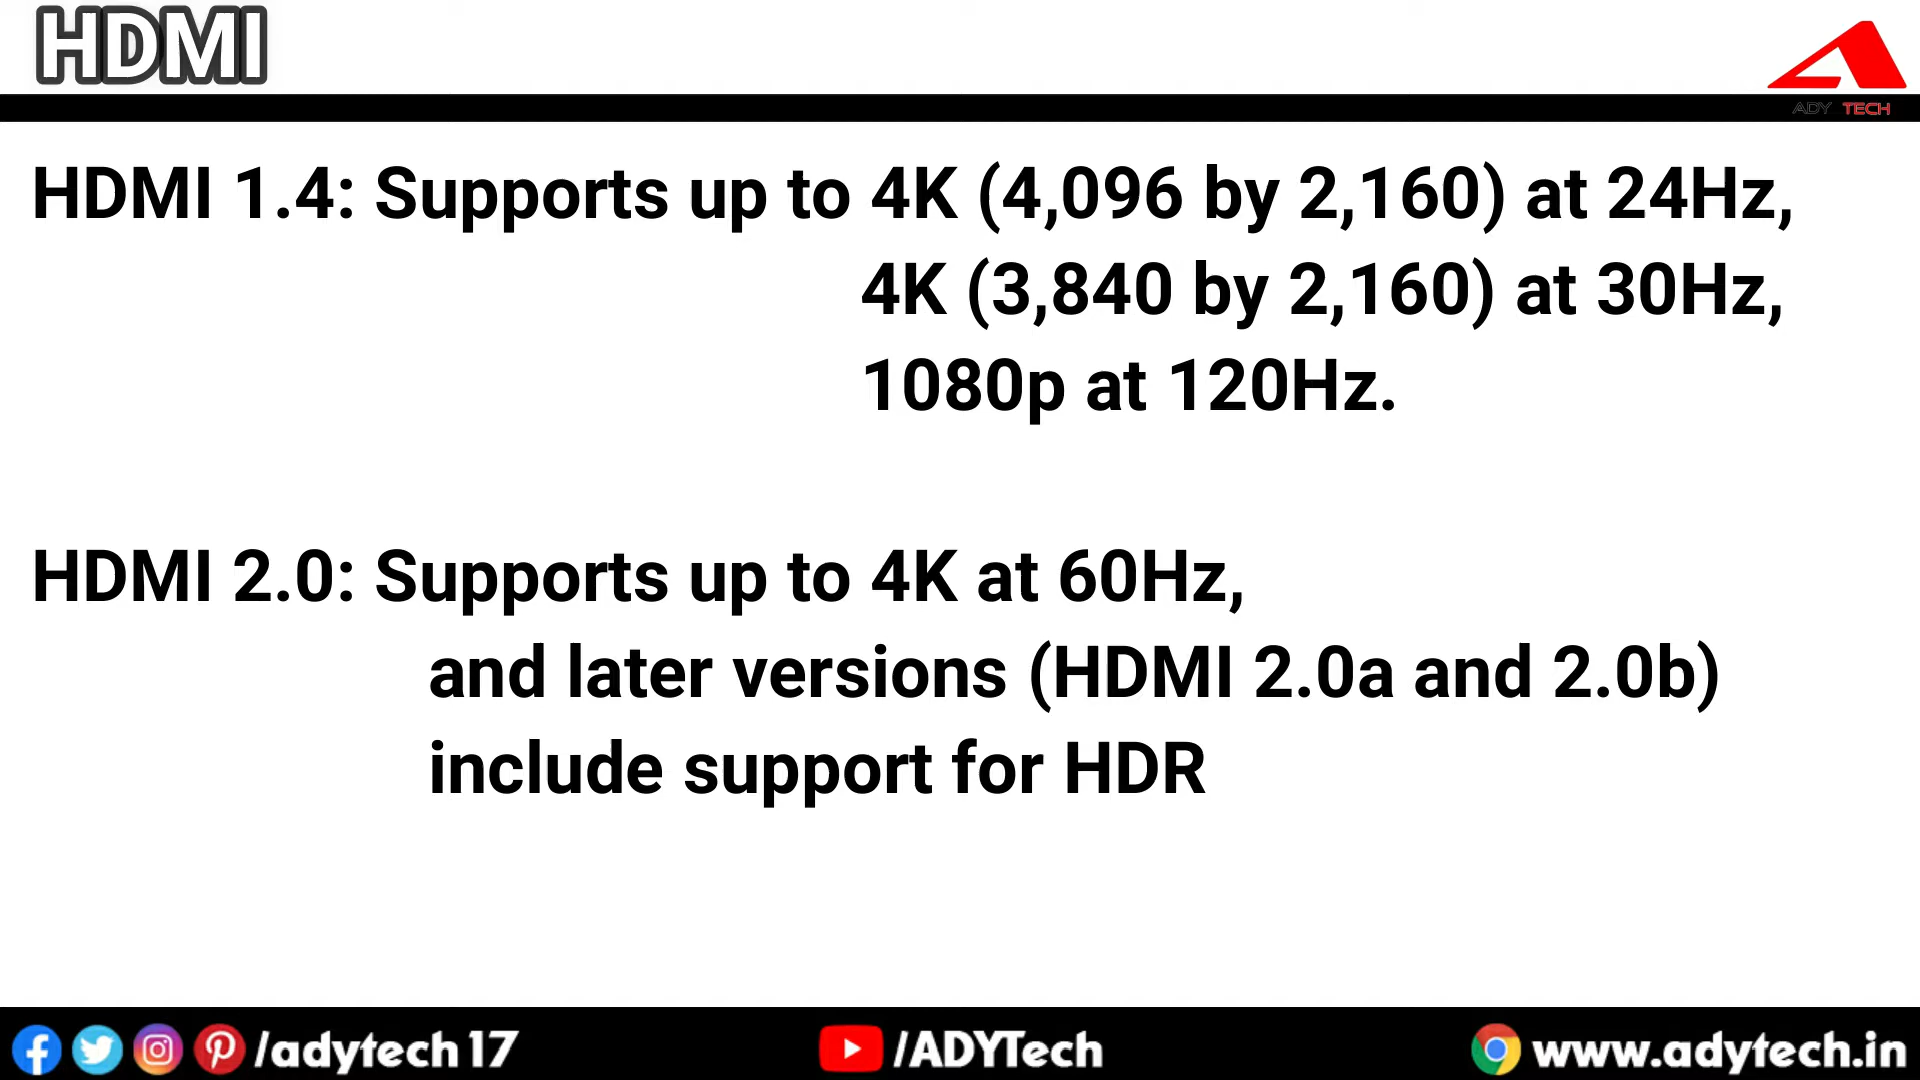 HDMI
ADY TECH
HDMI 1.4: Supports up to 4K (4,096 by 2,160) at 24Hz,
4K (3,840 by 2,160) at 30Hz,
1080p at 120Hz.
HDMI 2.0: Supports up to 4K at 60Hz,
and later versions (HDMI 2.0a and 2.0b)
include support for HDR
/adytech17
/ADYTech
www.adytech.in